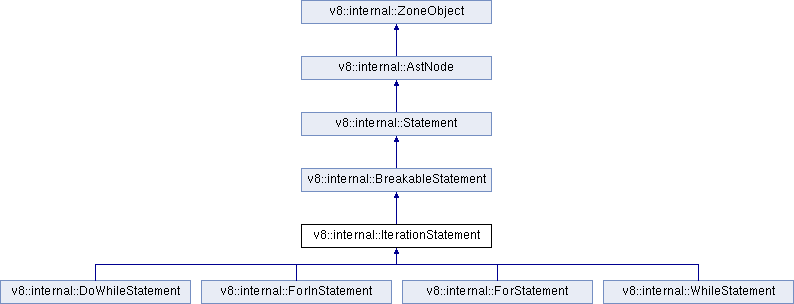 v8::internal::ZoneObject
v8::internal::AstNode
v8::internal::Statement
v8::internal::BreakableStatement
v8::internal::IterationStatement
v8::internal::DoWhileStatement
v8::internal::ForInStatement
v8::internal::ForStatement
v8::internal::WhileStatement